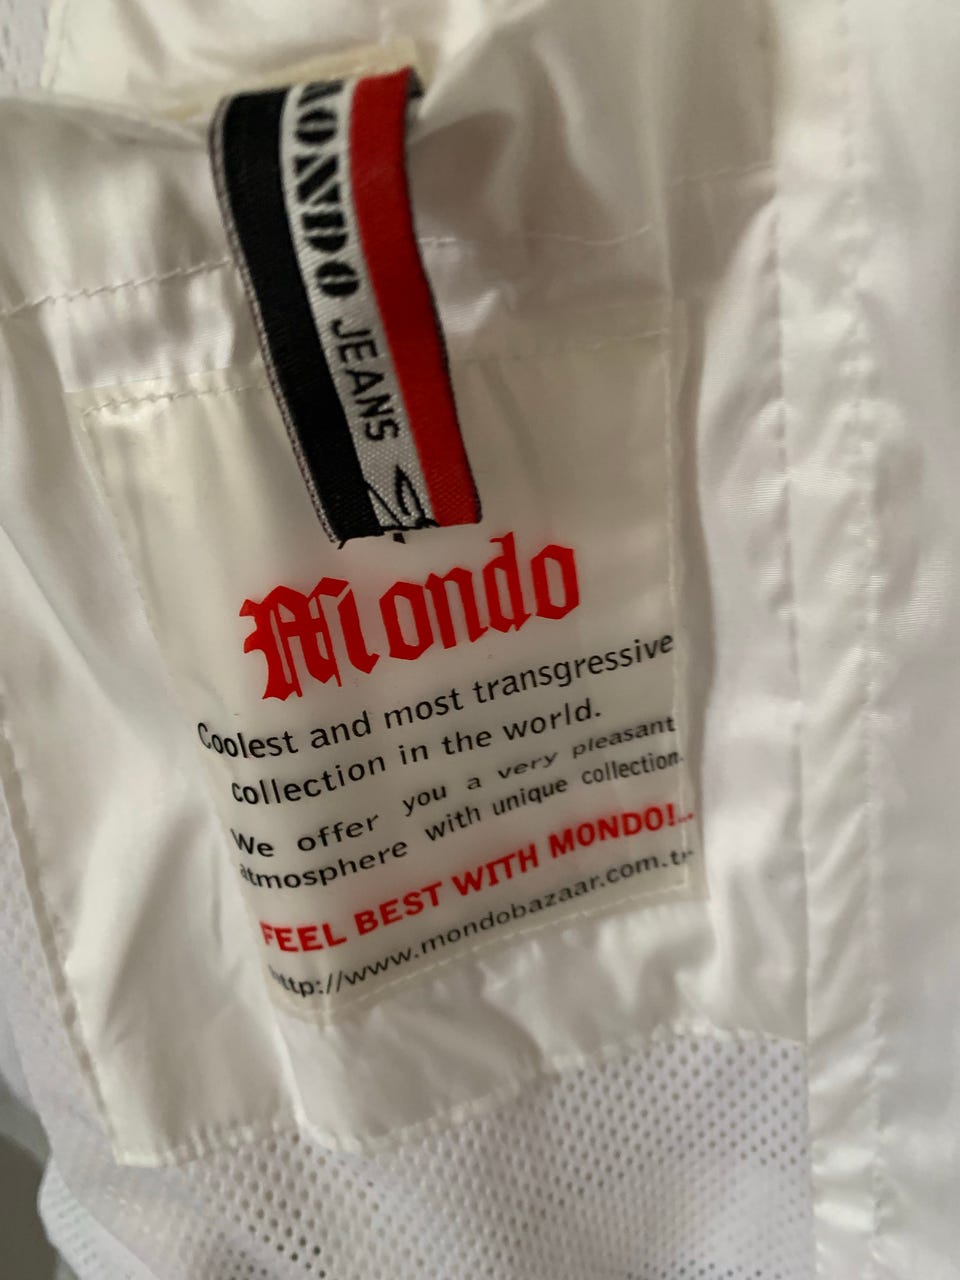 MONDO JEANS
Mondo
Coolest and most transgressive
collection in the world.
We offer you a very pleasant
atmosphere with unique collection.
FEEL BEST WITH MONDO!..
http://www.mondobazaar.com.tr